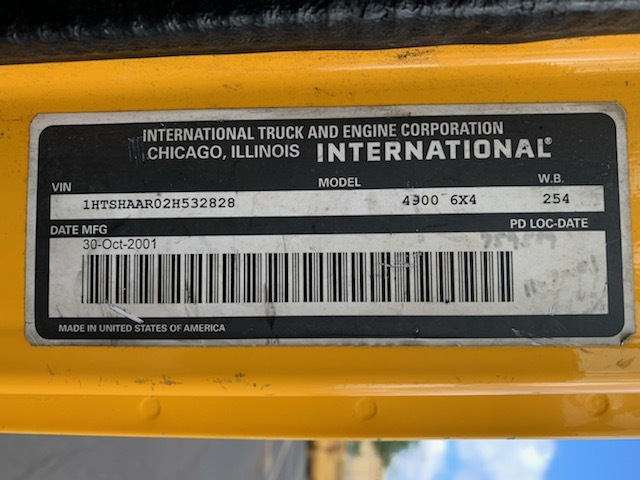 INTERNATIONAL TRUCK AND ENGINE CORPORATION
CHICAGO, ILLINOIS INTERNATIONAL®
VIN MODEL W.B.
1HTSHAAR02H532828 4900 6X4 254
DATE MFG PD LOC-DATE
30-Oct-2001
MADE IN UNITED STATES OF AMERICA